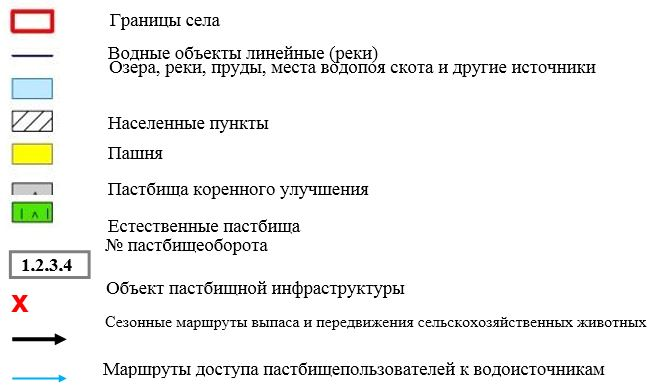 Границы села
Водные объекты линейные (реки)
Озера, реки, пруды, места водопоя скота и другие источники
Населенные пункты
Пашня
Пастбища коренного улучшения
Естественные пастбища
№ пастбищеоборота
1.2.3.4
Объект пастбищной инфраструктуры
X
Сезонные маршруты выпаса и передвижения сельскохозяйственных животных
Маршруты доступа пастбищепользователей к водоисточникам